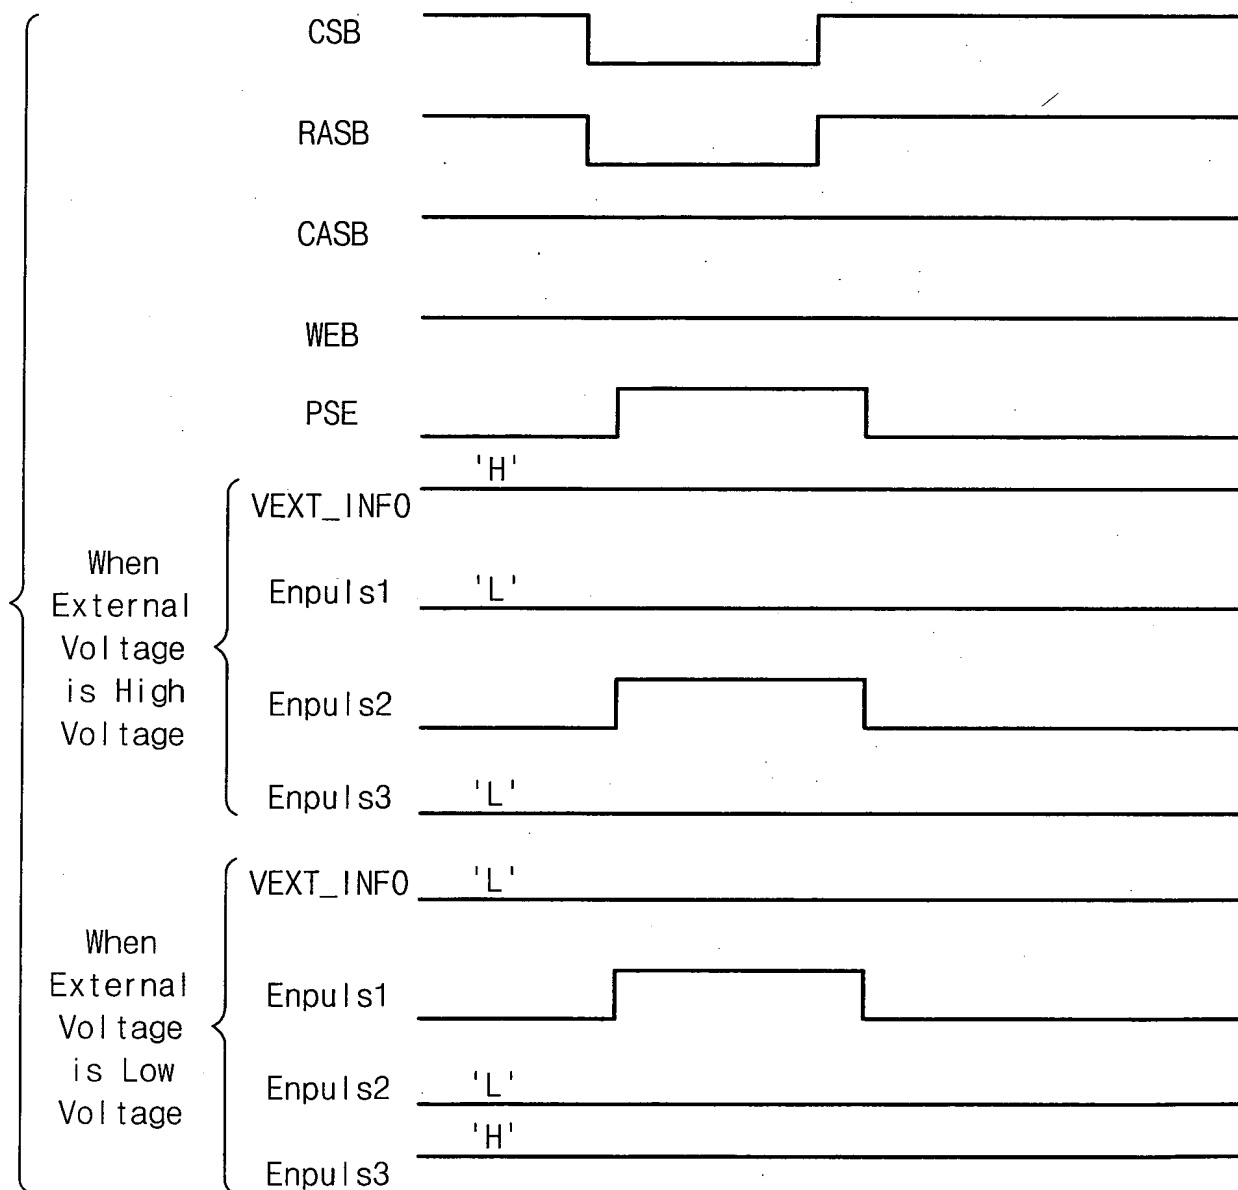 CSB
RASB
CASB
WEB
PSE
'H'
VEXT_INFO
When
External
Voltage
is High
Voltage
Enpuls1
'L'
Enpuls2
Enpuls3
'L'
VEXT_INFO
'L'
When
External
Voltage
is Low
Voltage
Enpuls1
Enpuls2
'L'
'H'
Enpuls3